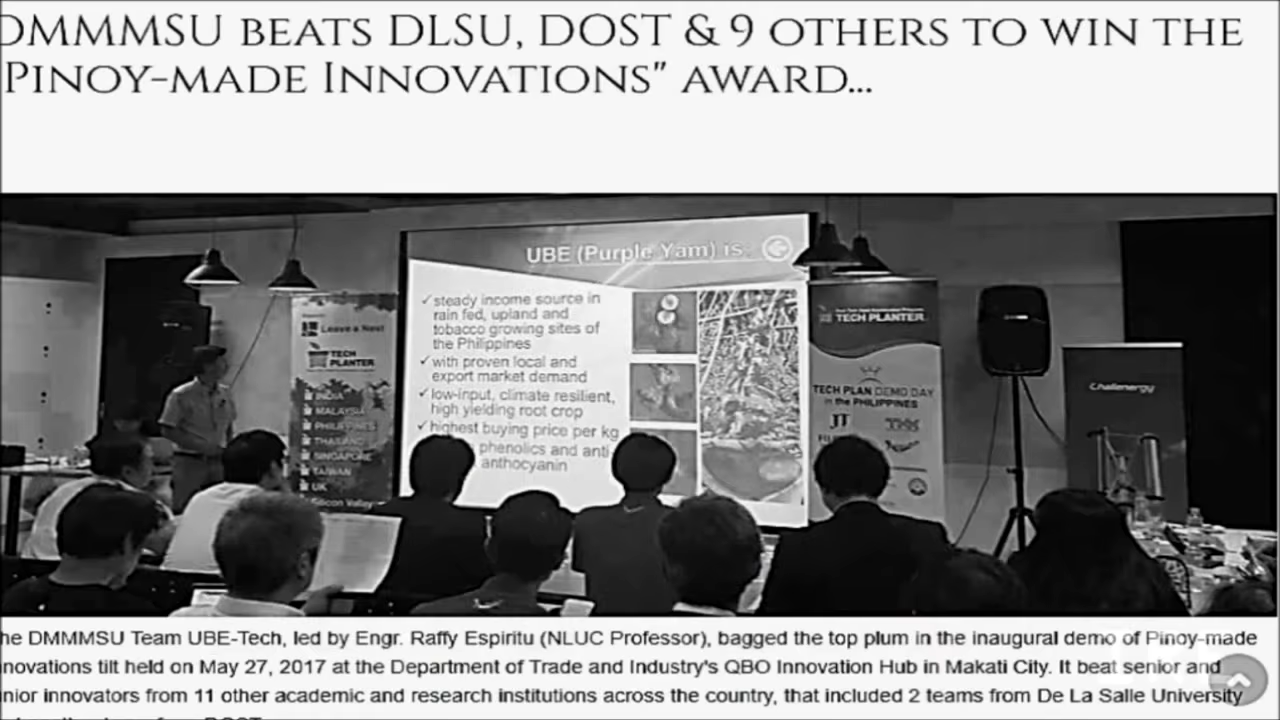 DMMMSU BEATS DLSU, DOST & 9 OTHERS TO WIN THE
PINOY-MADE INNOVATIONS" AWARD...
UBE (Purple Yam) is:
✓steady income source in
rain fed, upland and
tobacco growing sites of
the Philippines
✓with proven local and
export market demand
✓low-input, climate resilient,
high yielding root crop
✓highest buying price per kg
phenolics and anti-
anthocyanin
Leave a Nest
TECH
PLANTER
INDIA
MALAYSIA
PHILIPPINES
THAILAND
SINGAPORE
TAIWAN
UK
Silicon Valley
TECH PLANTER
TECH PLAN DEMO DAY
in the PHILIPPINES
JT
THK
Challenergy
he DMMMSU Team UBE-Tech, led by Engr. Raffy Espiritu (NLUC Professor), bagged the top plum in the inaugural demo of Pinoy-made
nnovations tilt held on May 27, 2017 at the Department of Trade and Industry's QBO Innovation Hub in Makati City. It beat senior and
nior innovators from 11 other academic and research institutions across the country, that included 2 teams from De La Salle University